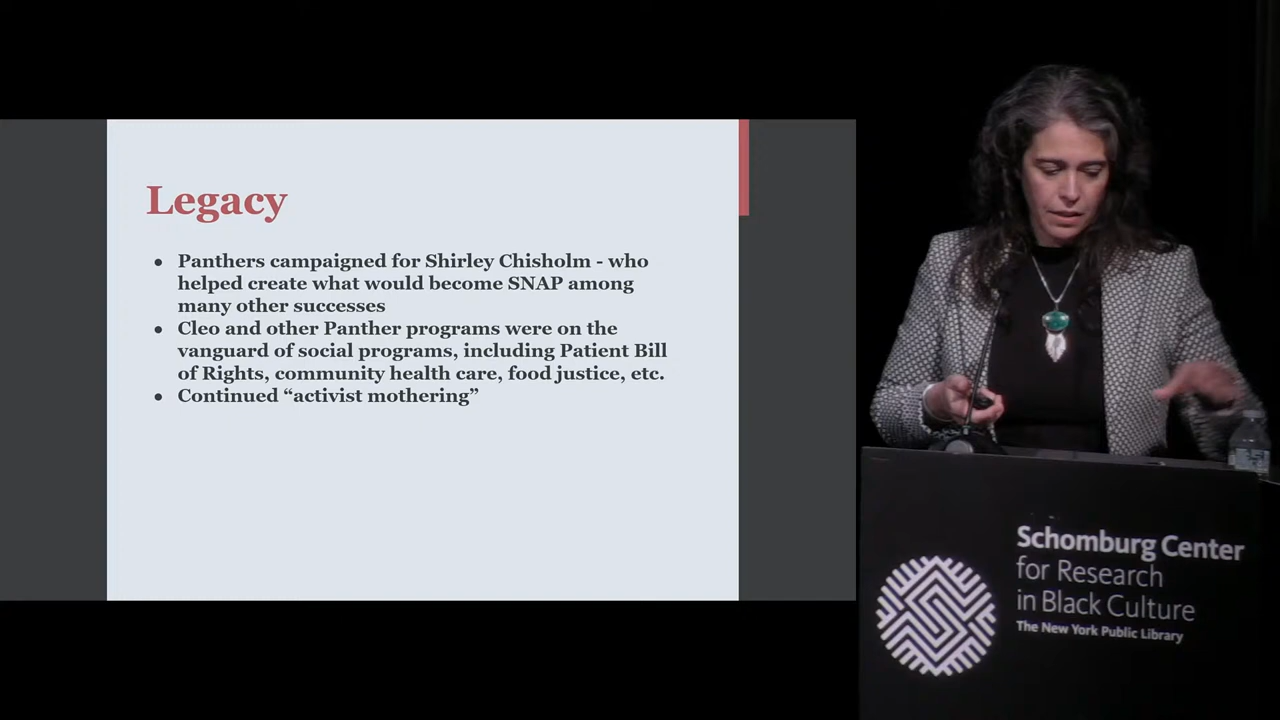 Legacy
● Panthers campaigned for Shirley Chisholm - who
helped create what would become SNAP among
many other successes
● Cleo and other Panther programs were on the
vanguard of social programs, including Patient Bill
of Rights, community health care, food justice, etc.
● Continued “activist mothering”
Schomburg Center
for Research
in Black Culture
The New York Public Library